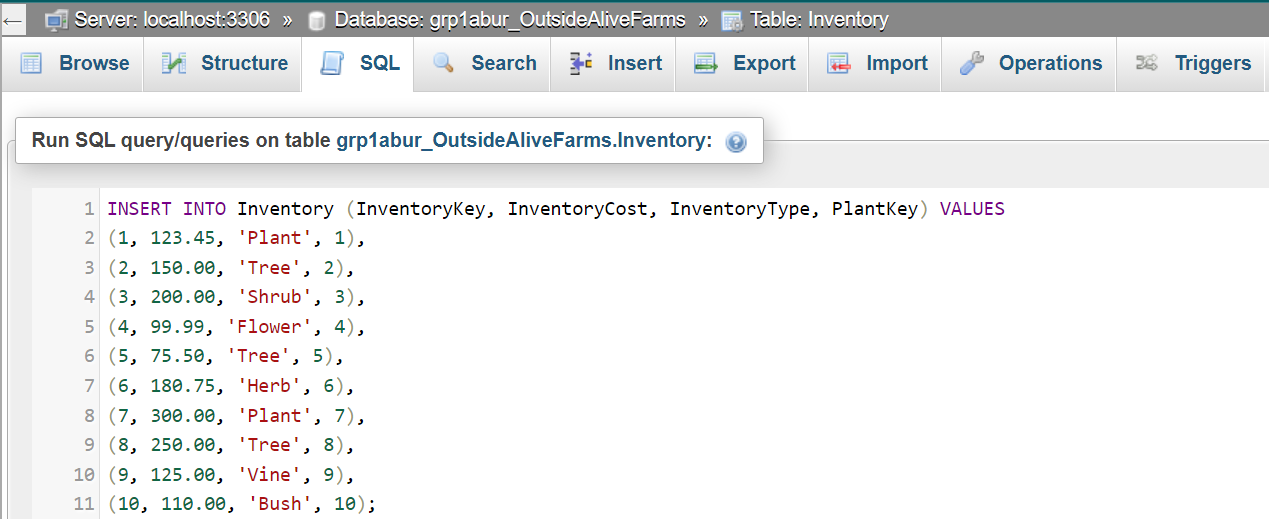 Server: localhost:3306 » Database: grp1abur_OutsideAliveFarms » Table: Inventory
Browse Structure SQL Search Insert Export Import Operations Triggers
Run SQL query/queries on table grp1abur_OutsideAliveFarms.Inventory:
1 INSERT INTO Inventory (InventoryKey, InventoryCost, InventoryType, PlantKey) VALUES
2 (1, 123.45, 'Plant', 1),
3 (2, 150.00, 'Tree', 2),
4 (3, 200.00, 'Shrub', 3),
5 (4, 99.99, 'Flower', 4),
6 (5, 75.50, 'Tree', 5),
7 (6, 180.75, 'Herb', 6),
8 (7, 300.00, 'Plant', 7),
9 (8, 250.00, 'Tree', 8),
10 (9, 125.00, 'Vine', 9),
11 (10, 110.00, 'Bush', 10);